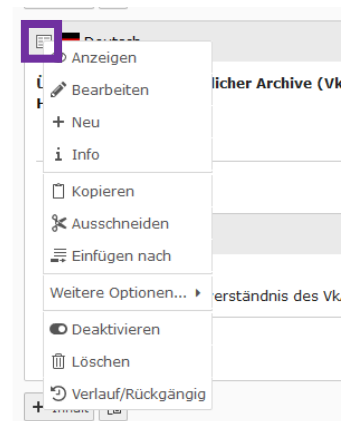 Deutsch
Anzeigen
licher Archive (Vk
Bearbeiten
+ Neu
i Info
Kopieren
Ausschneiden
Einfügen nach
Weitere Optionen...
erständnis des Vk
Deaktivieren
Löschen
Verlauf/Rückgängig
+ Inhalt